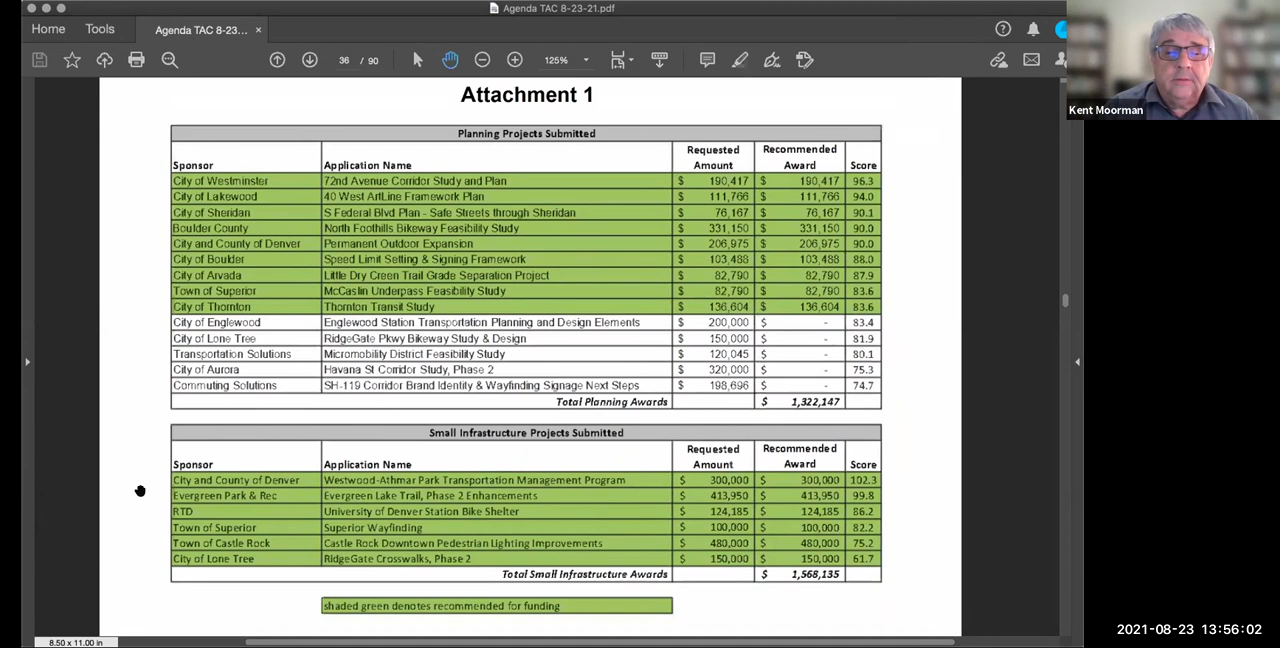 Agenda TAC 8-23-21.pdf
Home Tools Agenda TAC 8-23... ×
36 / 90 125%
Kent Moorman
Attachment 1
Planning Projects Submitted
Sponsor Application Name Requested Amount Recommended Award Score
City of Westminster 72nd Avenue Corridor Study and Plan $ 190,417 $ 190,417 96.3
City of Lakewood 40 West ArtLine Framework Plan $ 111,766 $ 111,766 94.0
City of Sheridan S Federal Blvd Plan - Safe Streets through Sheridan $ 76,167 $ 76,167 90.1
Boulder County North Foothills Bikeway Feasibility Study $ 331,150 $ 331,150 90.0
City and County of Denver Permanent Outdoor Expansion $ 206,975 $ 206,975 90.0
City of Boulder Speed Limit Setting & Signing Framework $ 103,488 $ 103,488 88.0
City of Arvada Little Dry Creen Trail Grade Separation Project $ 82,790 $ 82,790 87.9
Town of Superior McCaslin Underpass Feasibility Study $ 82,790 $ 82,790 83.6
City of Thornton Thornton Transit Study $ 136,604 $ 136,604 83.6
City of Englewood Englewood Station Transportation Planning and Design Elements $ 200,000 $ - 83.4
City of Lone Tree RidgeGate Pkwy Bikeway Study & Design $ 150,000 $ - 81.9
Transportation Solutions Micromobility District Feasibility Study $ 120,045 $ - 80.1
City of Aurora Havana St Corridor Study, Phase 2 $ 320,000 $ - 75.3
Commuting Solutions SH-119 Corridor Brand Identity & Wayfinding Signage Next Steps $ 198,696 $ - 74.7
Total Planning Awards $ 1,322,147
Small Infrastructure Projects Submitted
Sponsor Application Name Requested Amount Recommended Award Score
City and County of Denver Westwood-Athmar Park Transportation Management Program $ 300,000 $ 300,000 102.3
Evergreen Park & Rec Evergreen Lake Trail, Phase 2 Enhancements $ 413,950 $ 413,950 99.8
RTD University of Denver Station Bike Shelter $ 124,185 $ 124,185 86.2
Town of Superior Superior Wayfinding $ 100,000 $ 100,000 82.2
Town of Castle Rock Castle Rock Downtown Pedestrian Lighting Improvements $ 480,000 $ 480,000 75.2
City of Lone Tree RidgeGate Crosswalks, Phase 2 $ 150,000 $ 150,000 61.7
Total Small Infrastructure Awards $ 1,568,135
shaded green denotes recommended for funding
8.50 x 11.00 in
2021-08-23 13:56:02